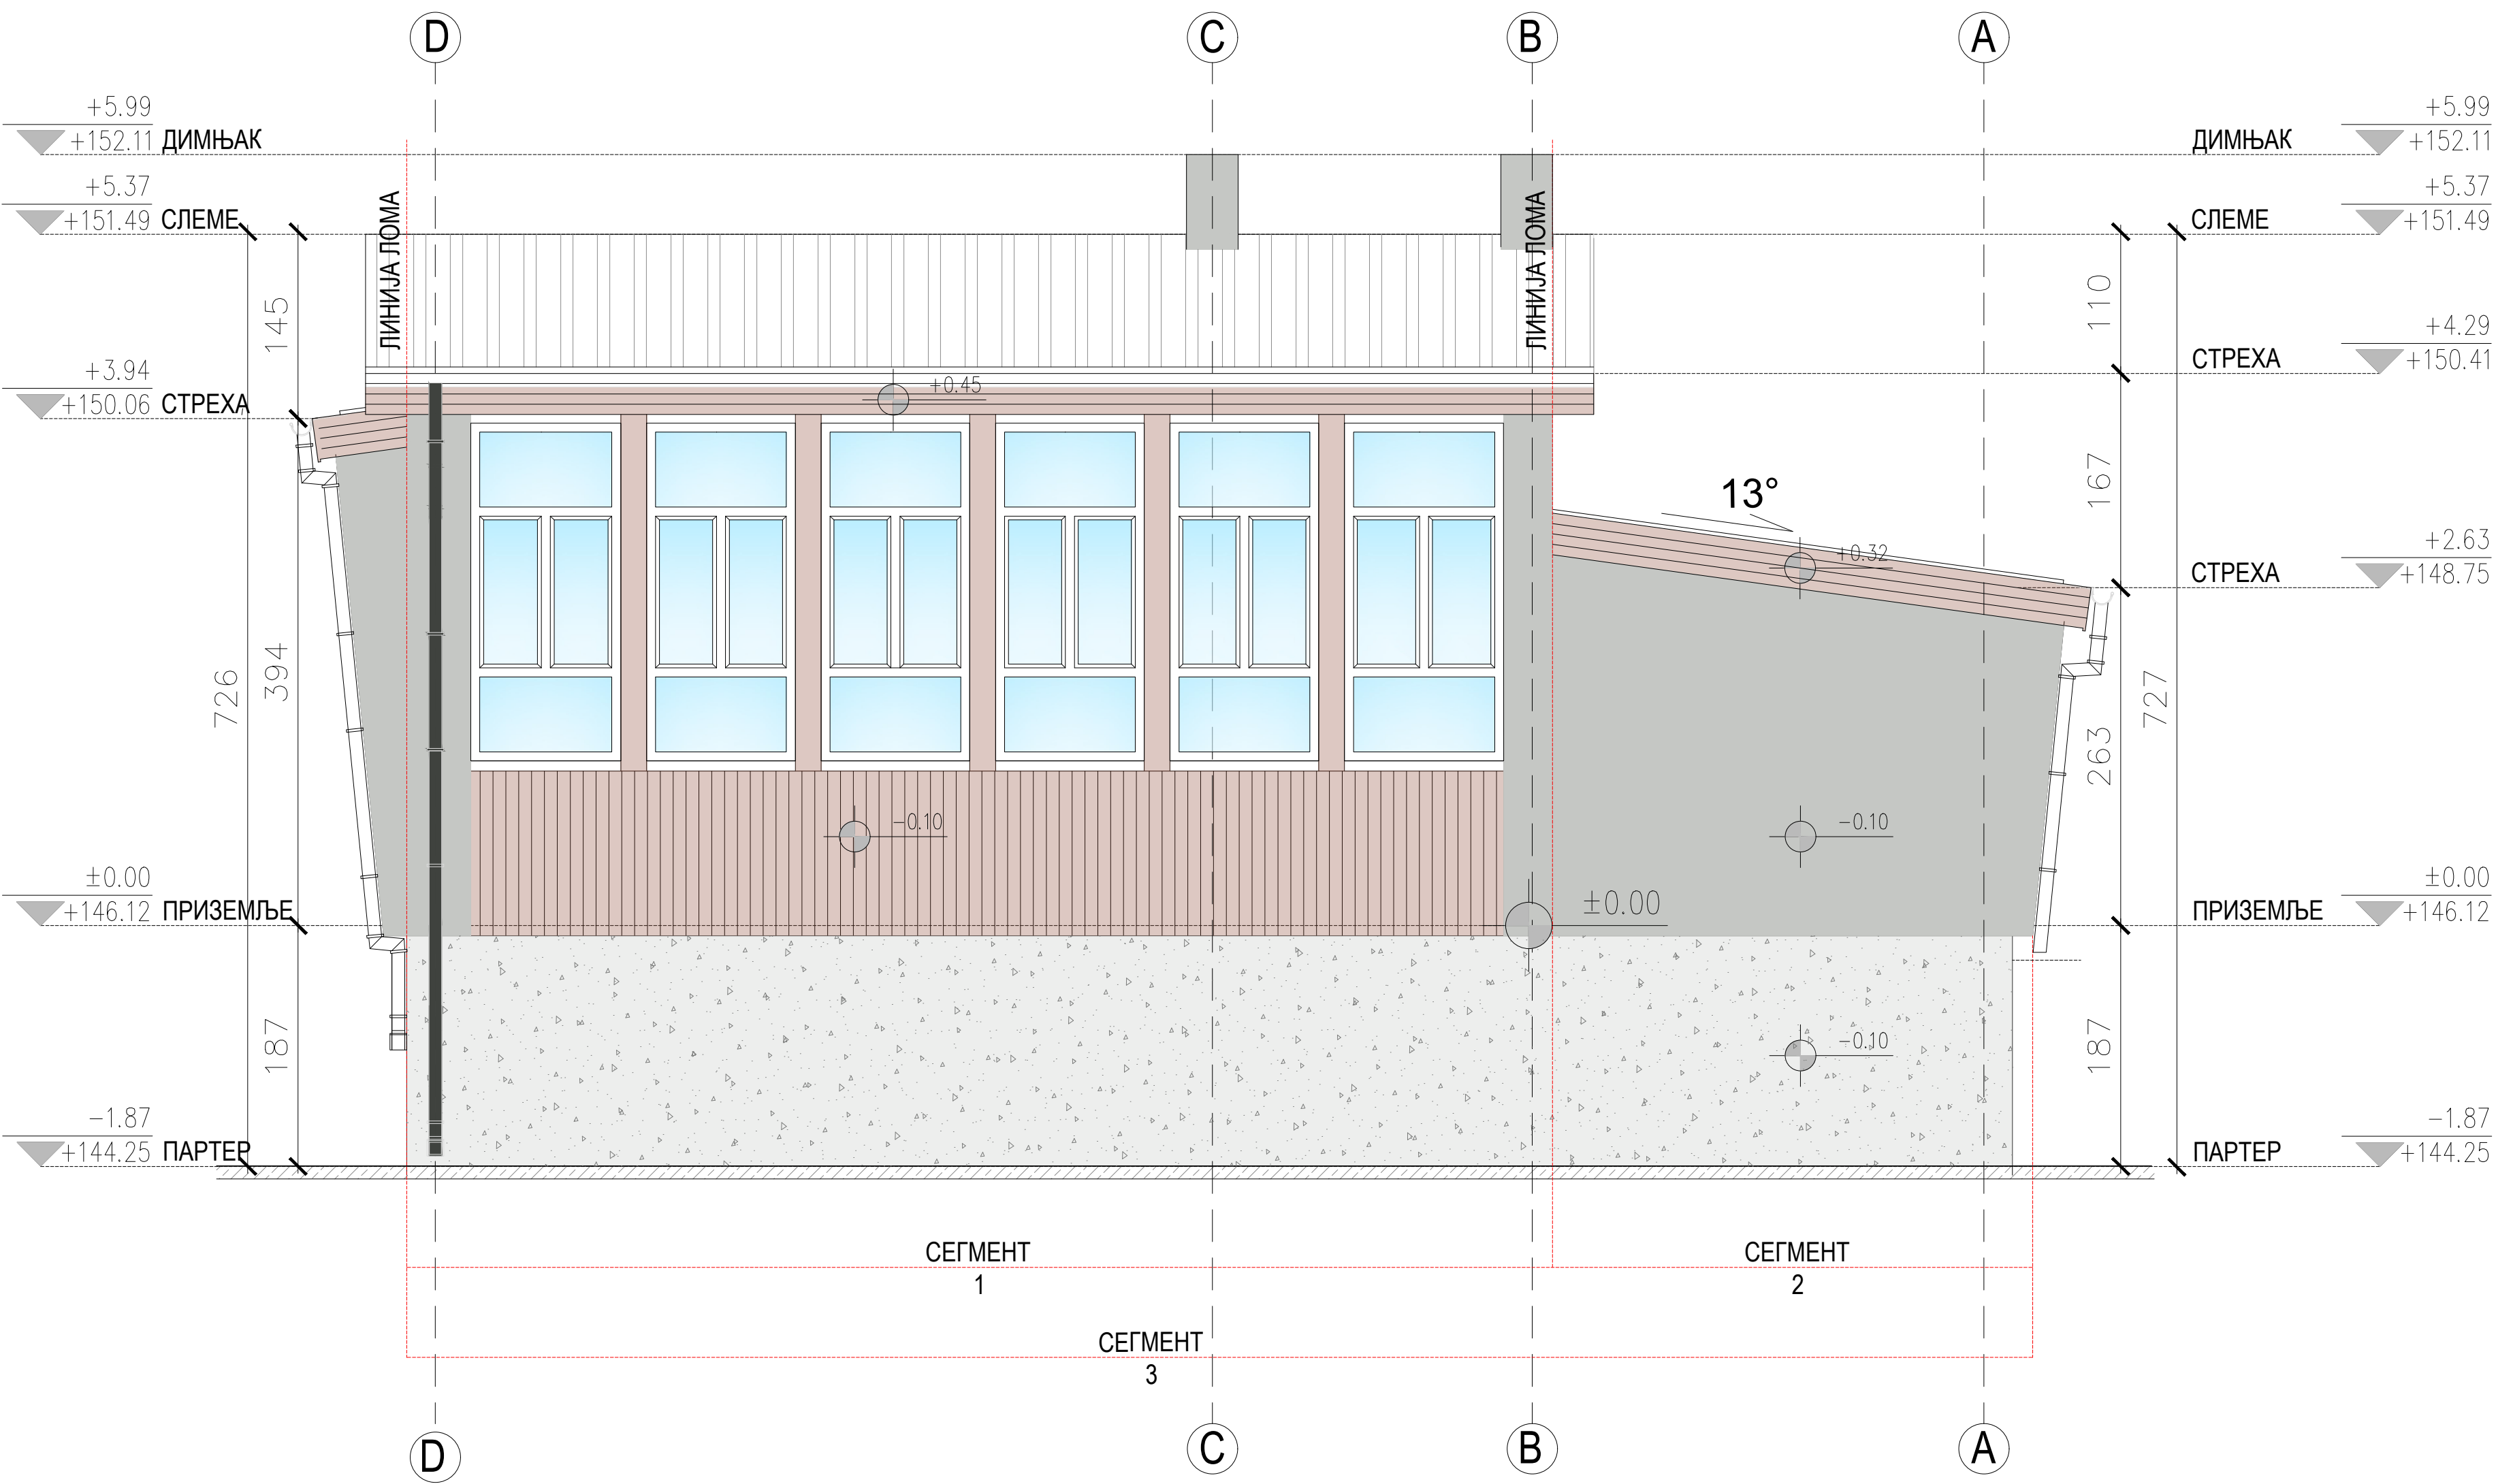 D C B A
+5.99
+152.11 ДИМЊАК
ДИМЊАК +5.99
+152.11
+5.37
+151.49 СЛЕМЕ
СЛЕМЕ +5.37
+151.49
ЛИНИЈА ЛОМА
ЛИНИЈА ЛОМА
145
110
+3.94
+150.06 СТРЕХА
+4.29
СТРЕХА +150.41
+0.45
13°
167
+0.32
+2.63
СТРЕХА +148.75
726
394
263
727
-0.10
-0.10
±0.00
+146.12 ПРИЗЕМЉЕ
±0.00
±0.00
ПРИЗЕМЉЕ +146.12
187
-0.10
187
-1.87
+144.25 ПАРТЕР
-1.87
ПАРТЕР +144.25
СЕГМЕНТ
1
СЕГМЕНТ
2
СЕГМЕНТ
3
D C B A